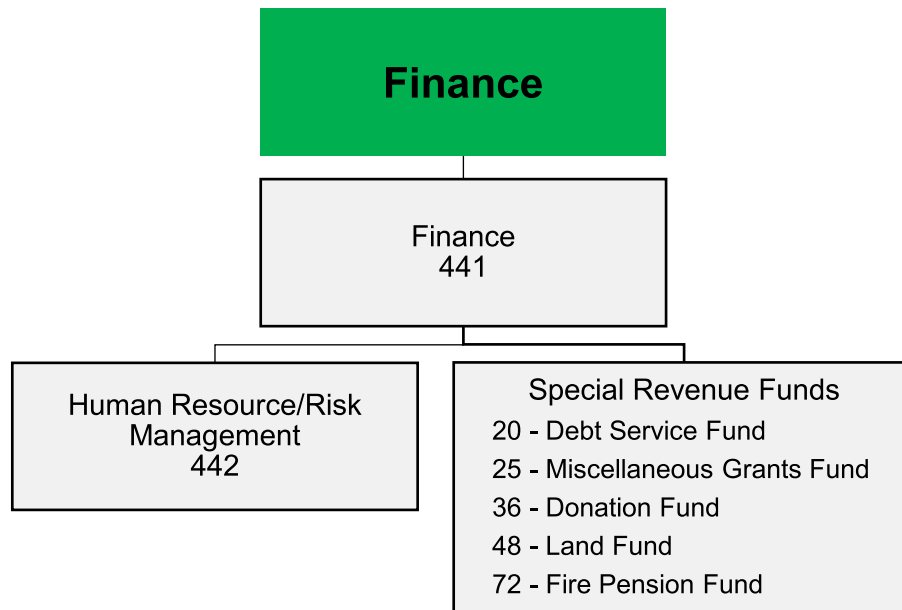 Finance
Finance
441
Human Resource/Risk
Management
442
Special Revenue Funds
20 - Debt Service Fund
25 - Miscellaneous Grants Fund
36 - Donation Fund
48 - Land Fund
72 - Fire Pension Fund